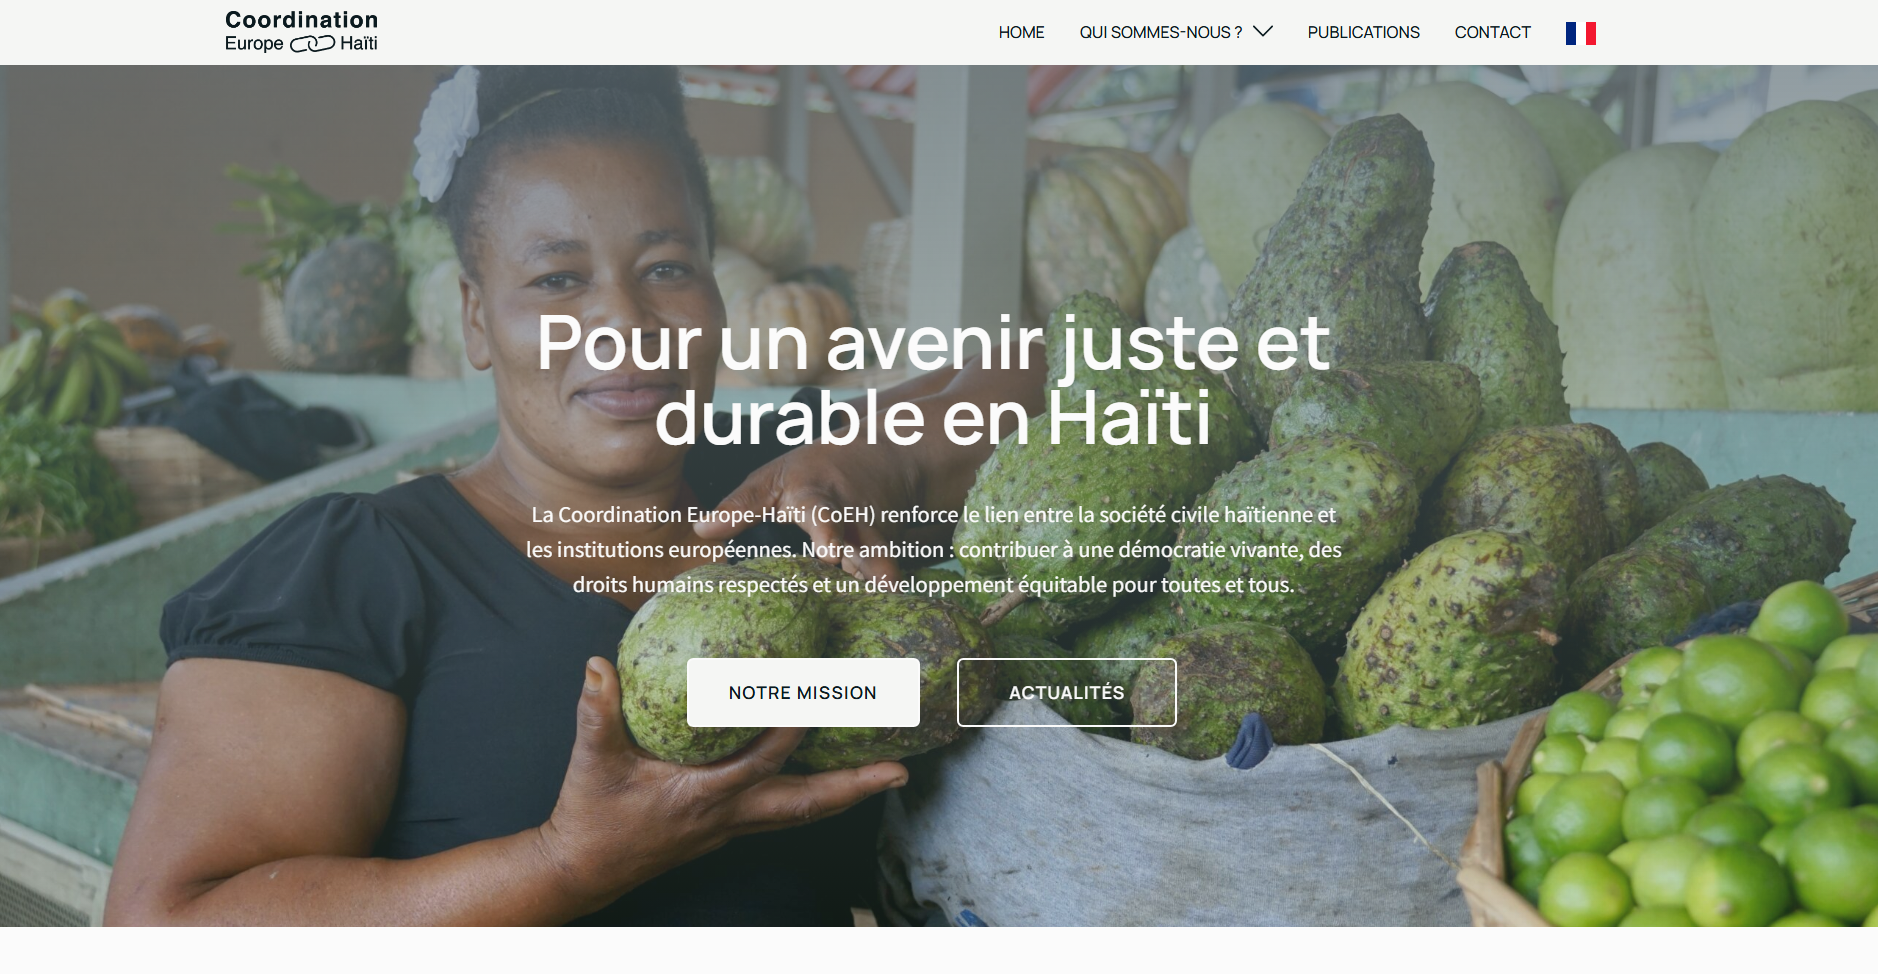 Coordination
Europe Haïti
HOME
QUI SOMMES-NOUS ?
PUBLICATIONS
CONTACT
Pour un avenir juste et
durable en Haïti
La Coordination Europe-Haïti (CoEH) renforce le lien entre la société civile haïtienne et
les institutions européennes. Notre ambition : contribuer à une démocratie vivante, des
droits humains respectés et un développement équitable pour toutes et tous.
NOTRE MISSION
ACTUALITÉS